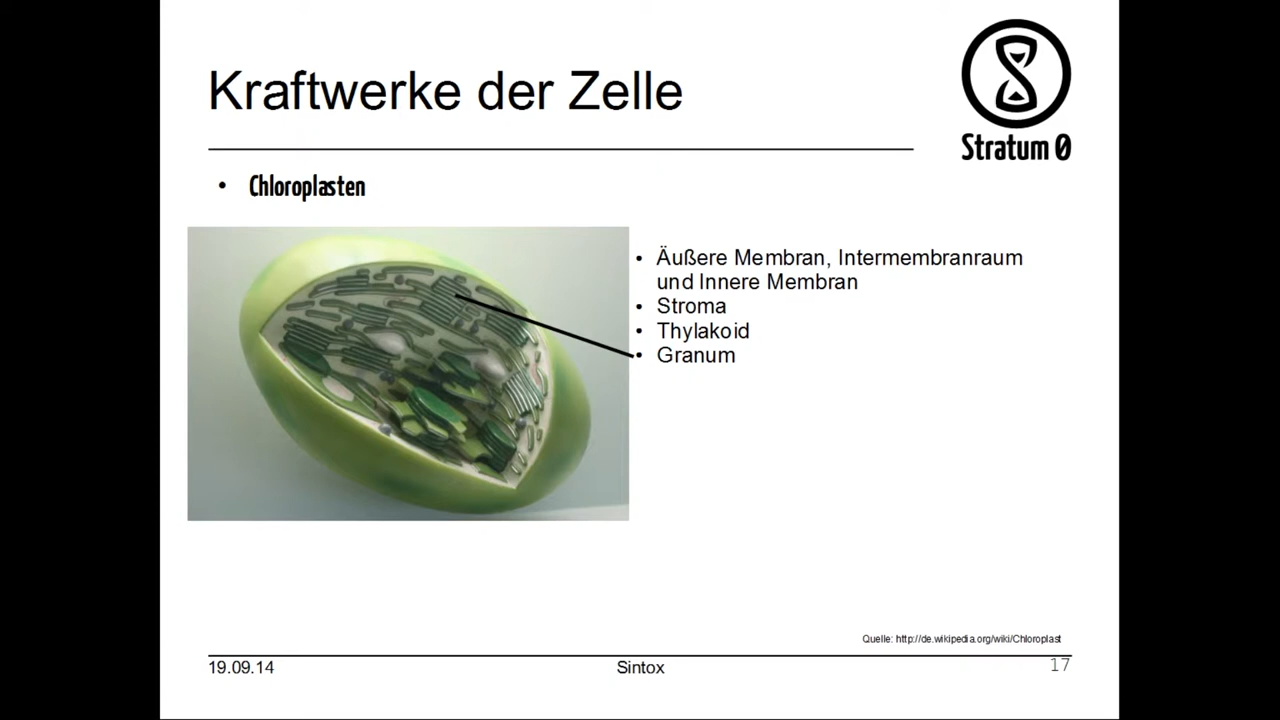 Kraftwerke der Zelle
Stratum 0
• Chloroplasten
• Äußere Membran, Intermembranraum
und Innere Membran
• Stroma
• Thylakoid
• Granum
Quelle: http://de.wikipedia.org/wiki/Chloroplast
19.09.14
Sintox
17